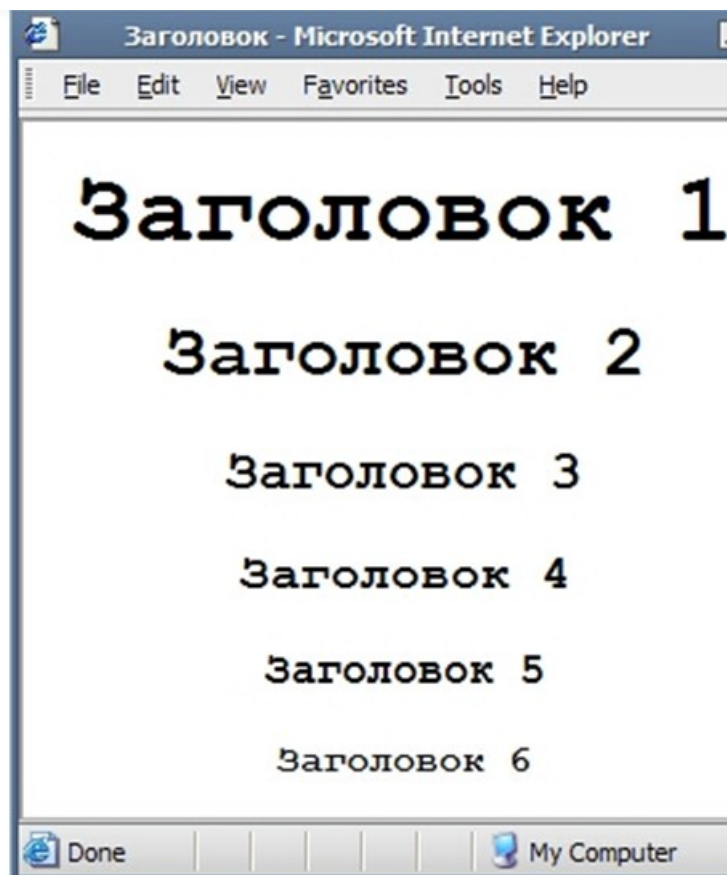 Заголовок - Microsoft Internet Explorer
File Edit View Favorites Tools Help
Заголовок 1
Заголовок 2
Заголовок 3
Заголовок 4
Заголовок 5
Заголовок 6
Done My Computer